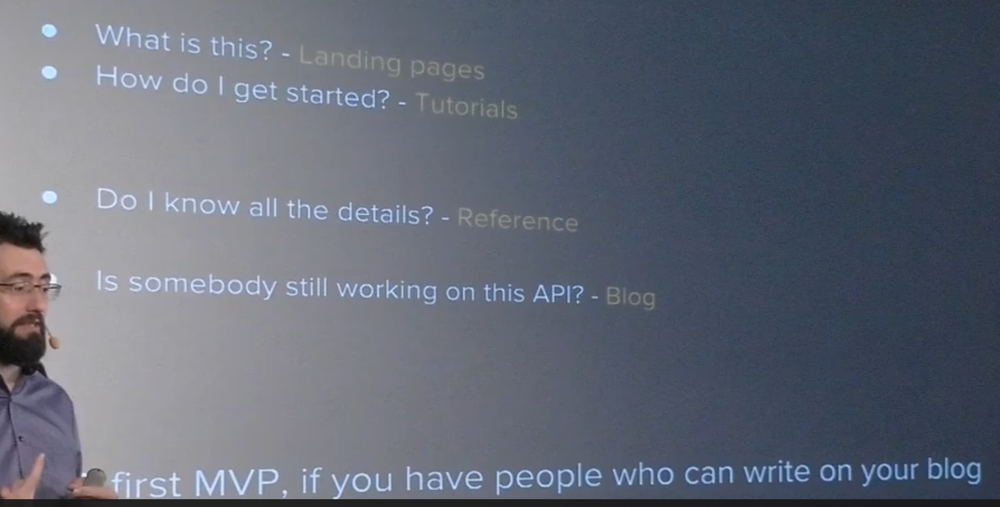 What is this? - Landing pages
How do I get started? - Tutorials
Do I know all the details? - Reference
Is somebody still working on this API? - Blog
first MVP, if you have people who can write on your blog